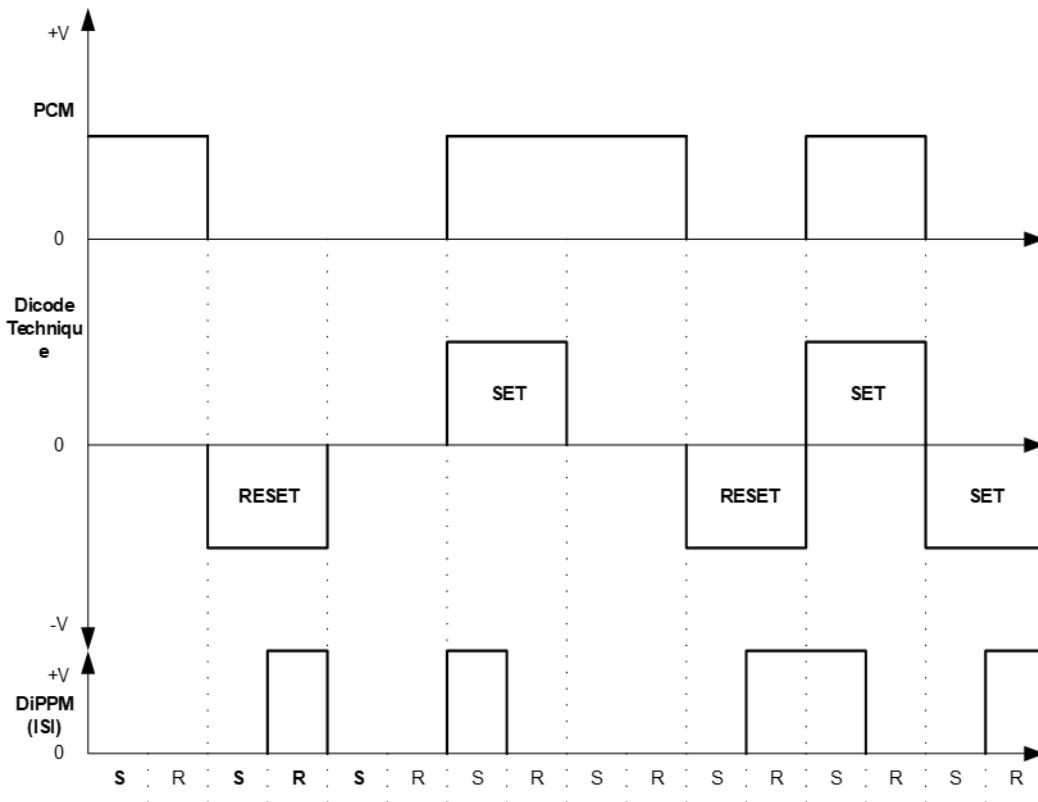 +V
PCM
0
Dicode
Techniqu
e
SET
SET
0
RESET
RESET
SET
-V
+V
DiPPM
(ISI)
0
S R S R S R S R S R S R S R S R